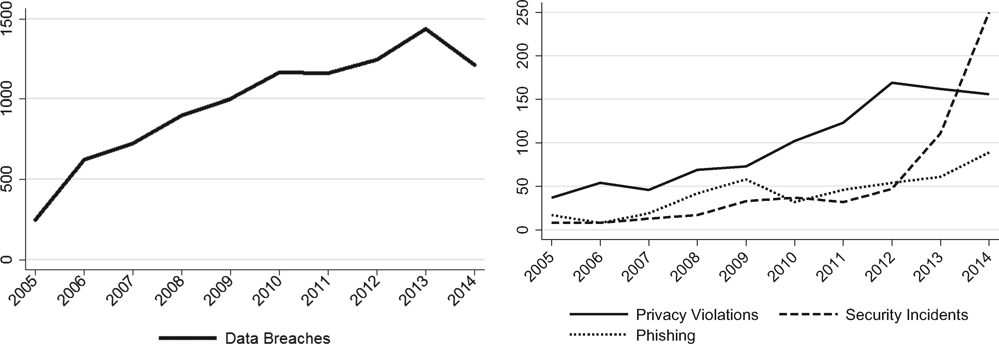 1500
1000
500
0
2005 2006 2007 2008 2009 2010 2011 2012 2013 2014
Data Breaches
250
200
150
100
50
0
2005 2006 2007 2008 2009 2010 2011 2012 2013 2014
Privacy Violations Security Incidents
Phishing